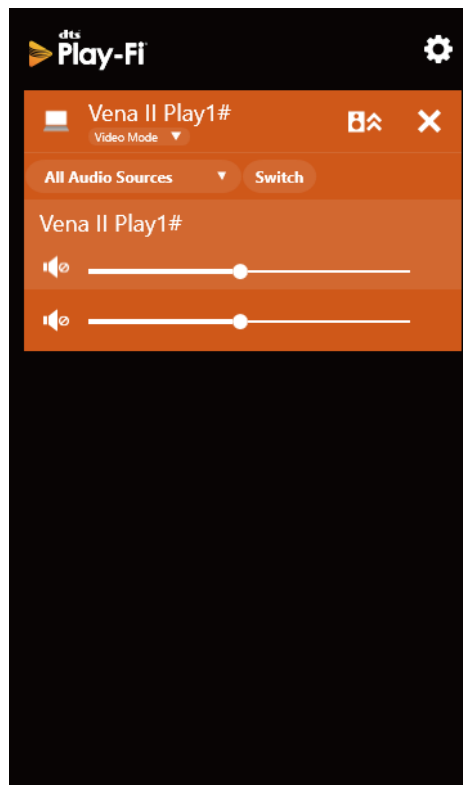 dts
Play-Fi
Vena II Play1#
Video Mode ▼
All Audio Sources ▼ Switch
Vena II Play1#